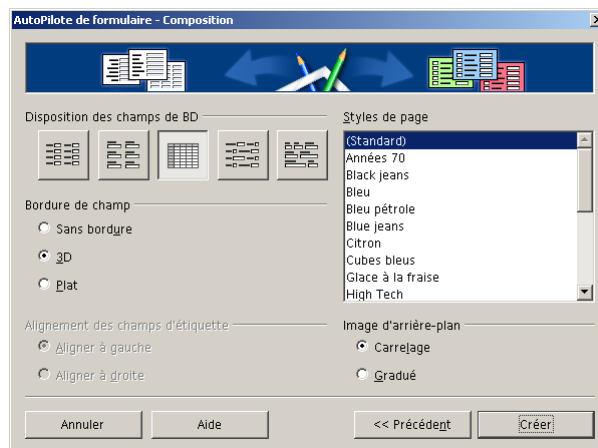 AutoPilote de formulaire - Composition
Disposition des champs de BD
Bordure de champ
Sans bordure
3D
Plat
Alignement des champs d'étiquette
Aligner à gauche
Aligner à droite
Styles de page
(Standard)
Années 70
Black jeans
Bleu
Bleu pétrole
Blue jeans
Citron
Cubes bleus
Glace à la fraise
High Tech
Image d'arrière-plan
Carrelage
Gradué
Annuler
Aide
<< Précédent
Créer